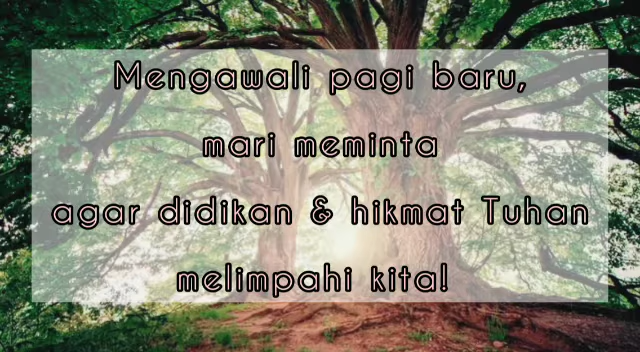 Mengawali pagi baru,
mari meminta
agar didikan & hikmat Tuhan
melimpahi kita!